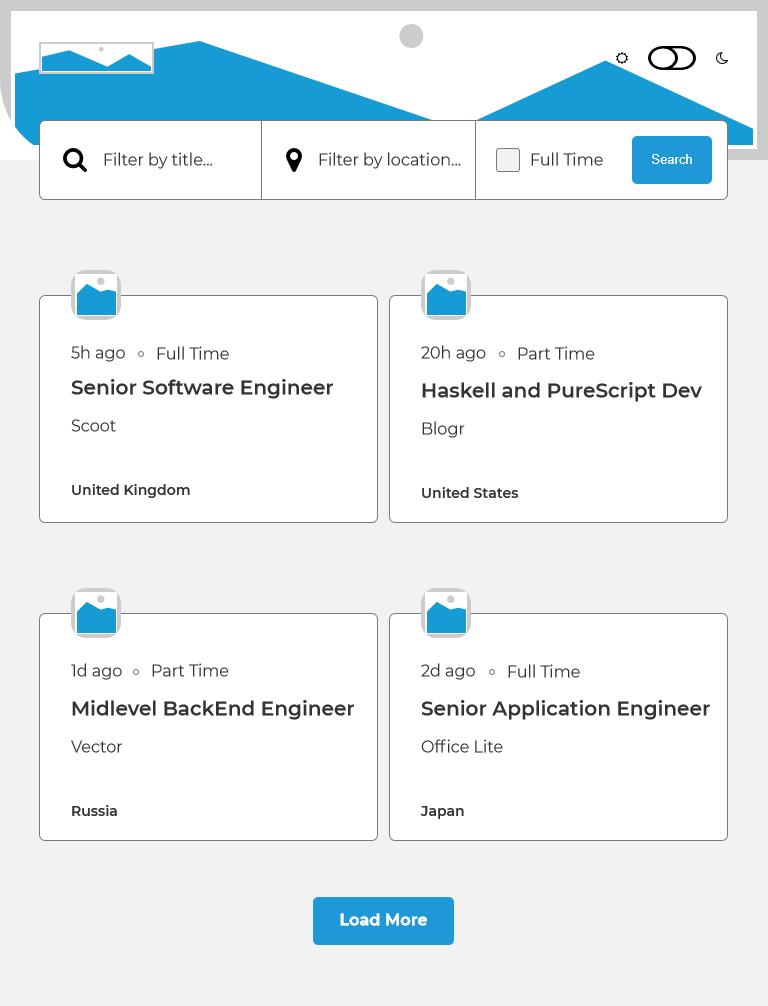 Filter by title...
Filter by location...
Full Time
Search
5h ago
Full Time
Senior Software Engineer
Scoot
United Kingdom
20h ago
Part Time
Haskell and PureScript Dev
Blogr
United States
1d ago
Part Time
Midlevel BackEnd Engineer
Vector
Russia
2d ago
Full Time
Senior Application Engineer
Office Lite
Japan
Load More